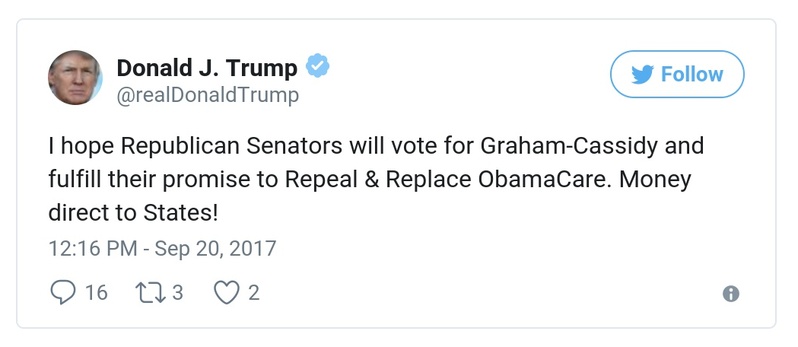 Donald J. Trump
Follow
@realDonaldTrump
I hope Republican Senators will vote for Graham-Cassidy and
fulfill their promise to Repeal & Replace ObamaCare. Money
direct to States!
12:16 PM - Sep 20, 2017
16 3 2